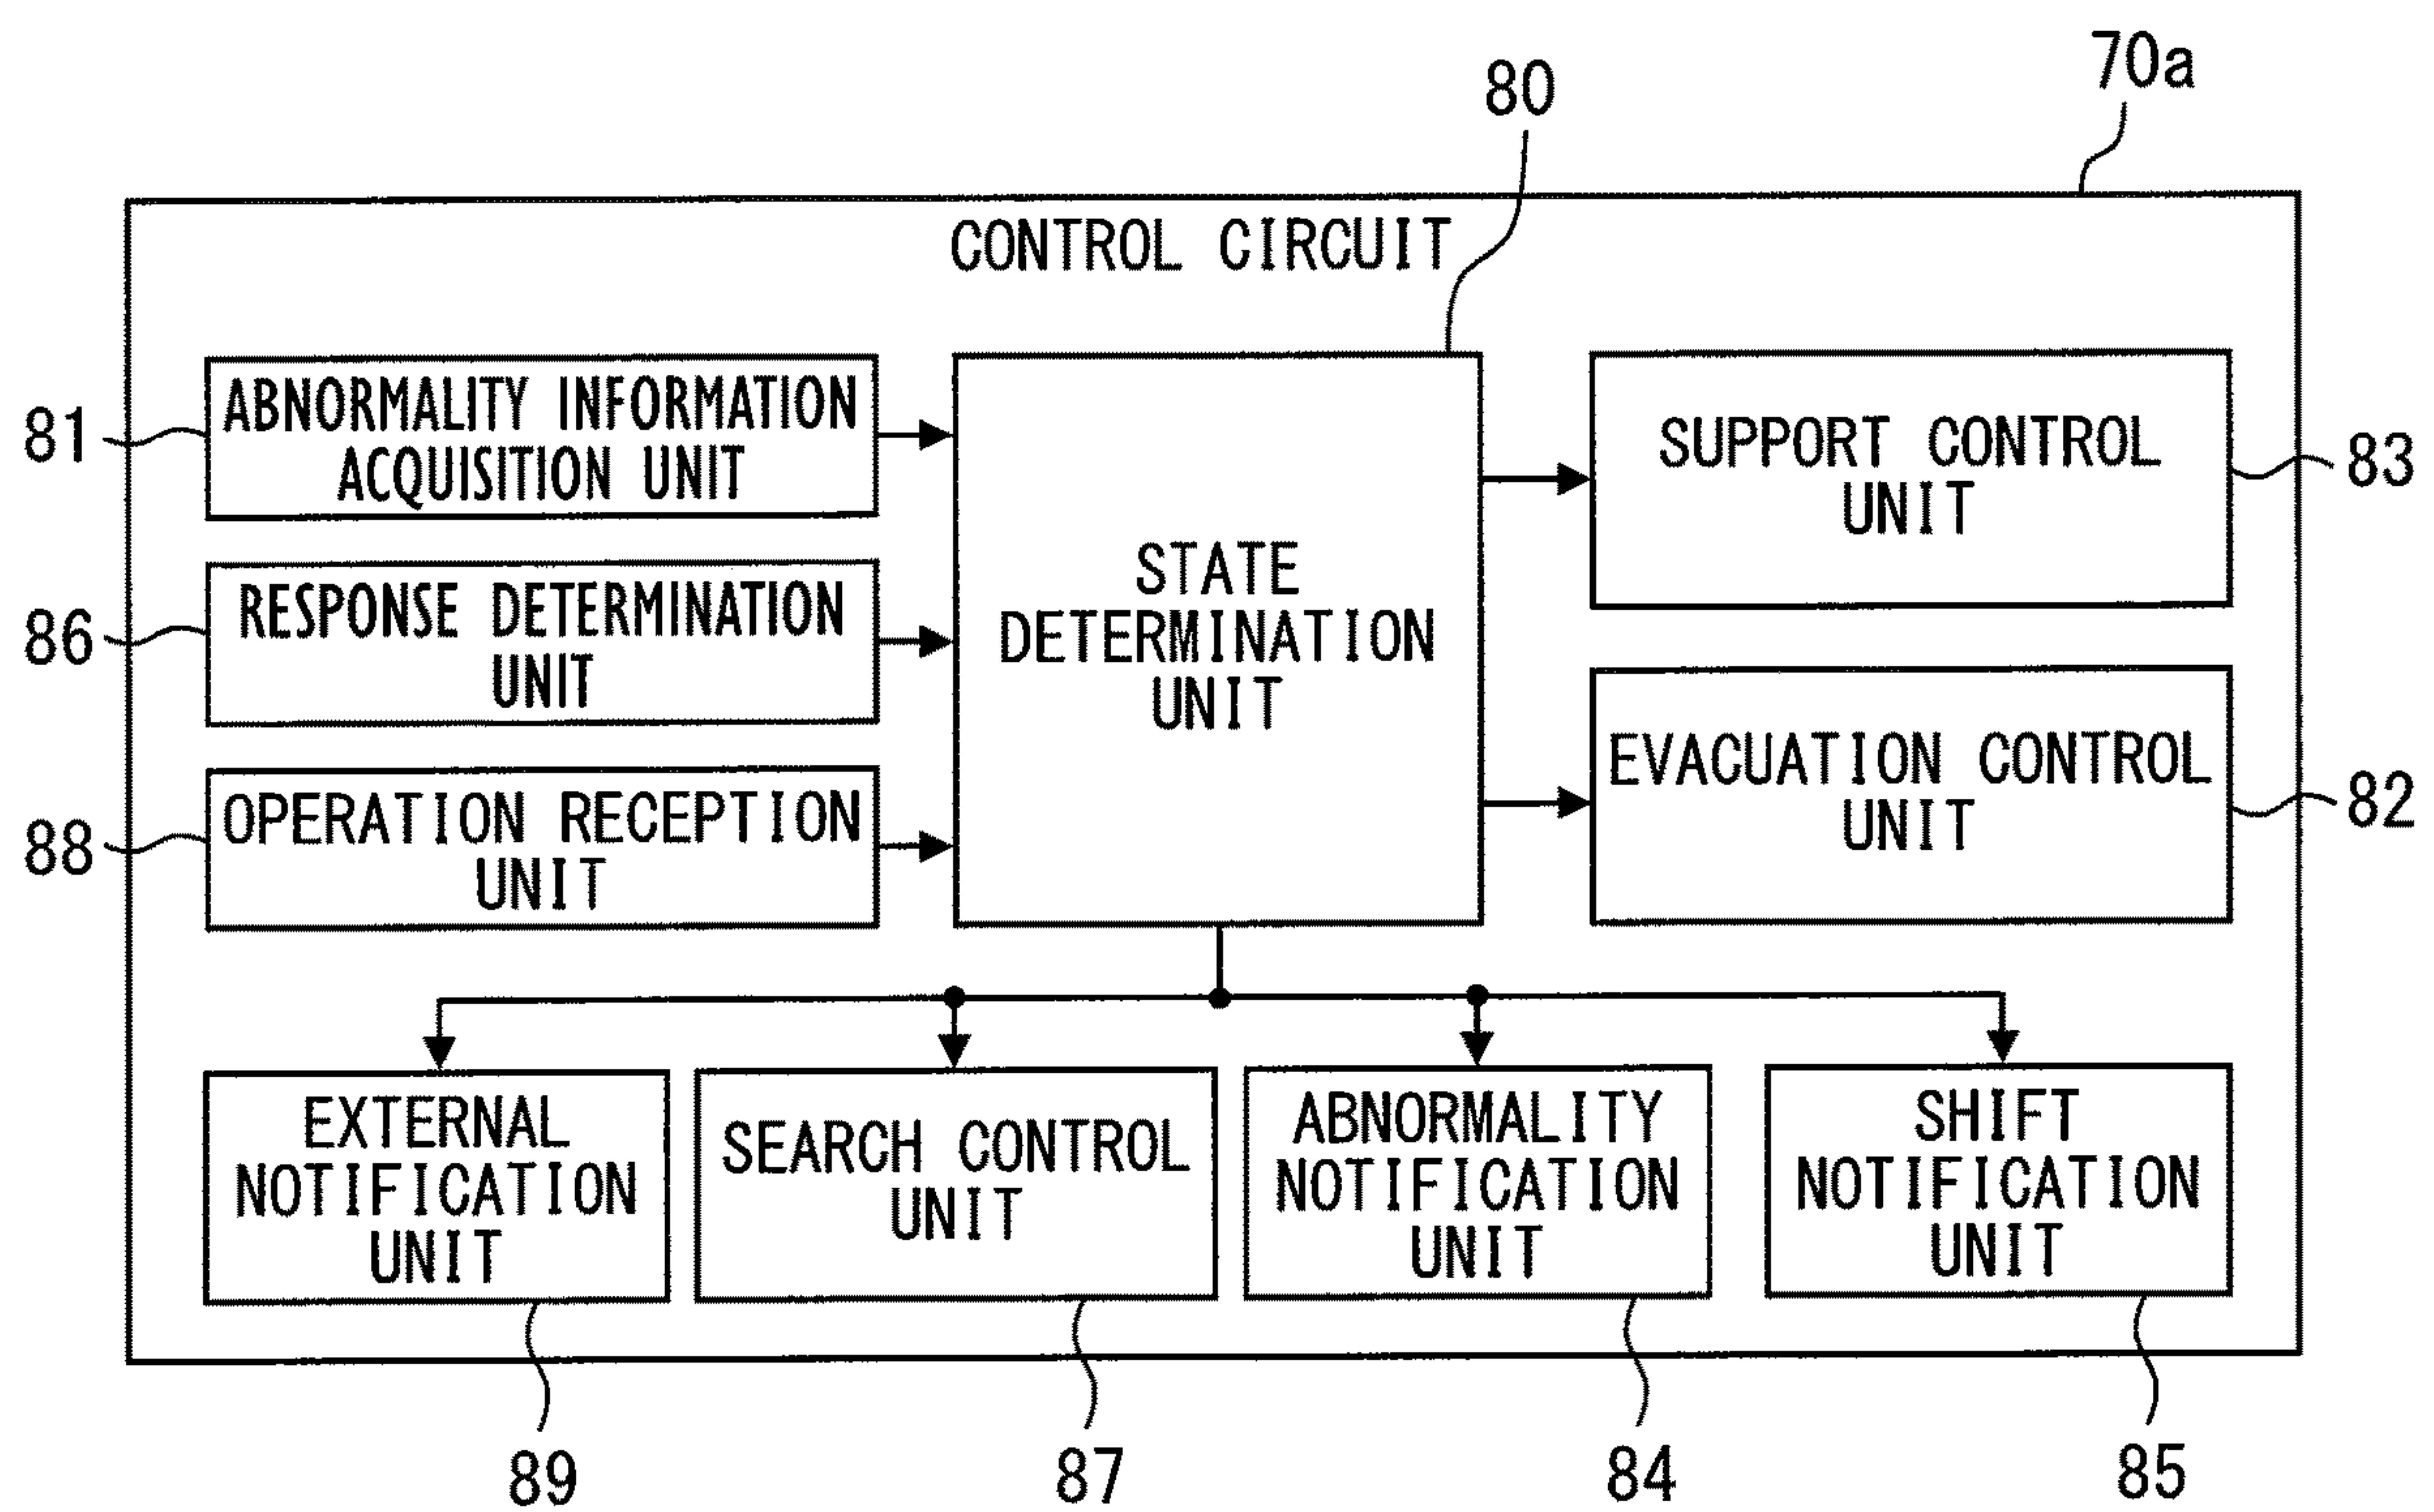 70a
80
CONTROL CIRCUIT
81
ABNORMALITY INFORMATION
ACQUISITION UNIT
86
RESPONSE DETERMINATION
UNIT
88
OPERATION RECEPTION
UNIT
STATE
DETERMINATION
UNIT
SUPPORT CONTROL
UNIT
83
EVACUATION CONTROL
UNIT
82
EXTERNAL
NOTIFICATION
UNIT
SEARCH CONTROL
UNIT
ABNORMALITY
NOTIFICATION
UNIT
SHIFT
NOTIFICATION
UNIT
89
87
84
85